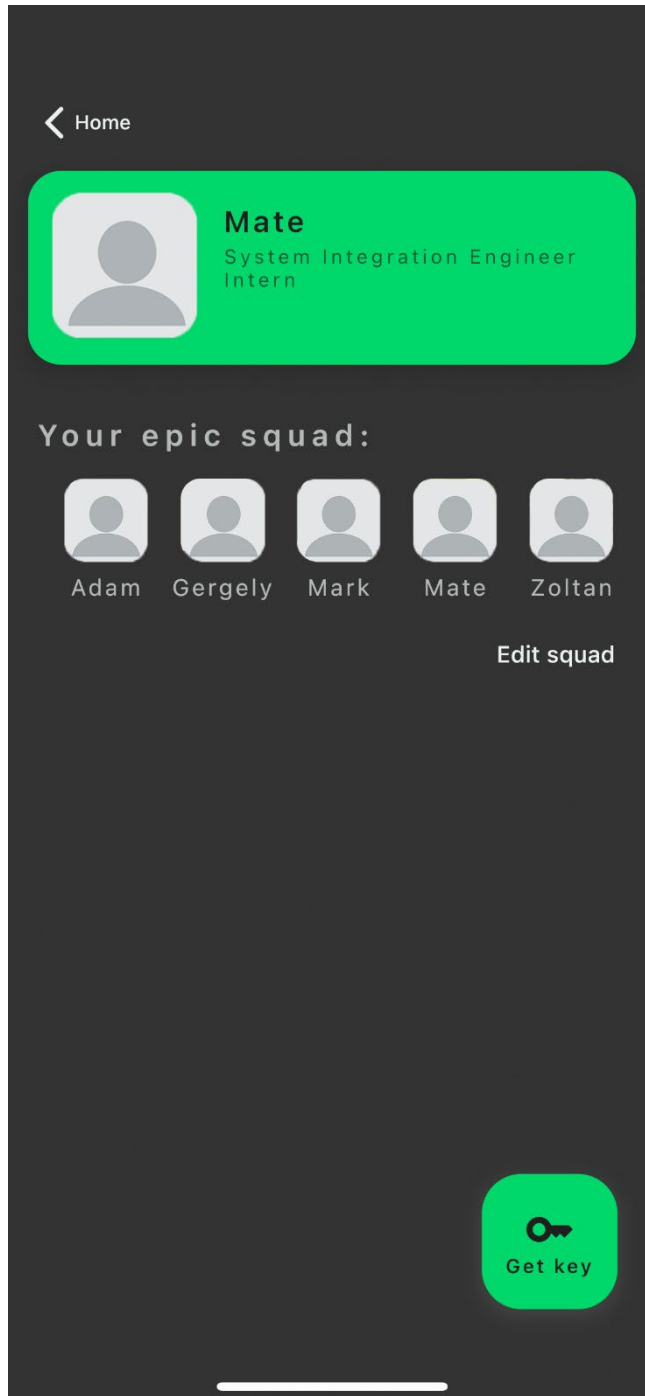 Home
Mate
System Integration Engineer
Intern
Your epic squad:
Adam Gergely Mark Mate Zoltan
Edit squad
Get key